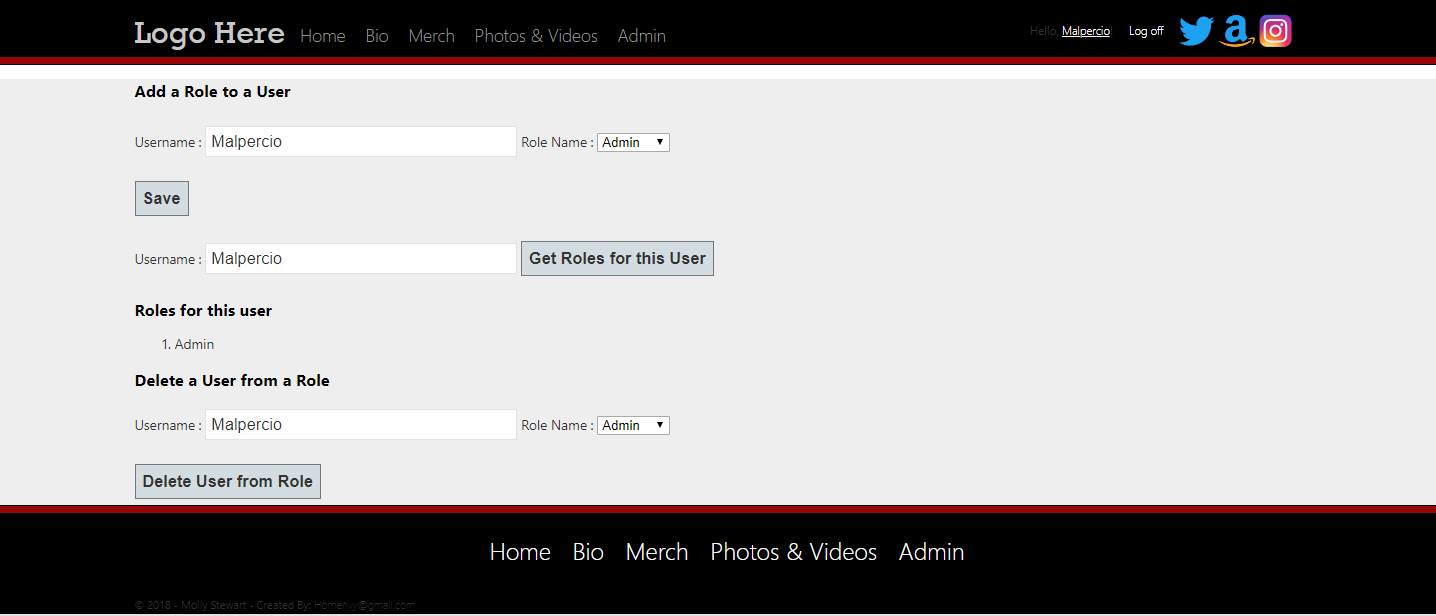 Logo Here Home Bio Merch Photos & Videos Admin Hello, Malpercio! Log off
Add a Role to a User
Username : Malpercio Role Name : Admin
Save
Username : Malpercio Get Roles for this User
Roles for this user
1. Admin
Delete a User from a Role
Username : Malpercio Role Name : Admin
Delete User from Role
Home Bio Merch Photos & Videos Admin
© 2018 - Molly Stewart - Created By: Homenvy@gmail.com